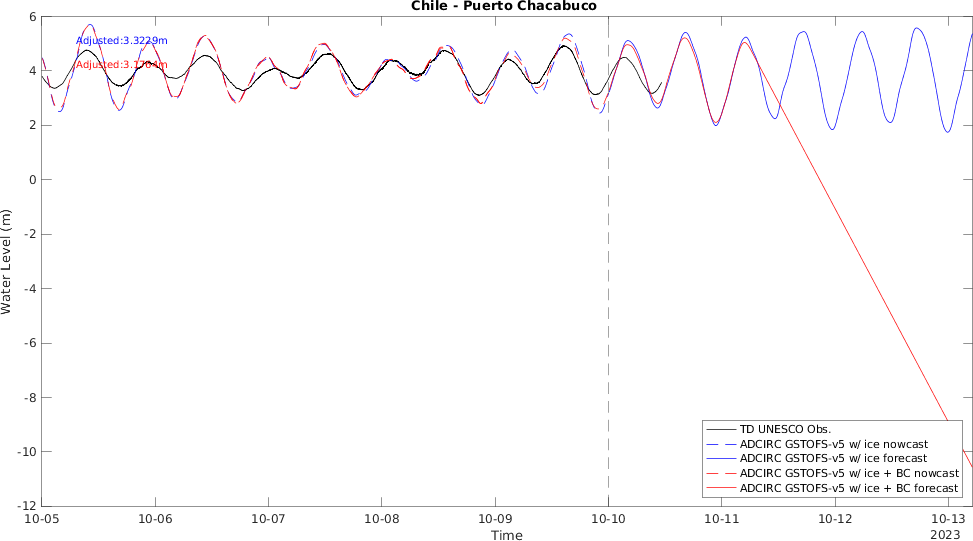 Chile - Puerto Chacabuco
6
4
2
0
-2
-4
-6
-8
-10
-12
Water Level (m)
Adjusted:3.3229m
Adjusted:3.1764m
TD UNESCO Obs.
ADCIRC GSTOFS-v5 w/ ice nowcast
ADCIRC GSTOFS-v5 w/ ice forecast
ADCIRC GSTOFS-v5 w/ ice + BC nowcast
ADCIRC GSTOFS-v5 w/ ice + BC forecast
10-05 10-06 10-07 10-08 10-09 10-10 10-11 10-12 10-13
Time 2023